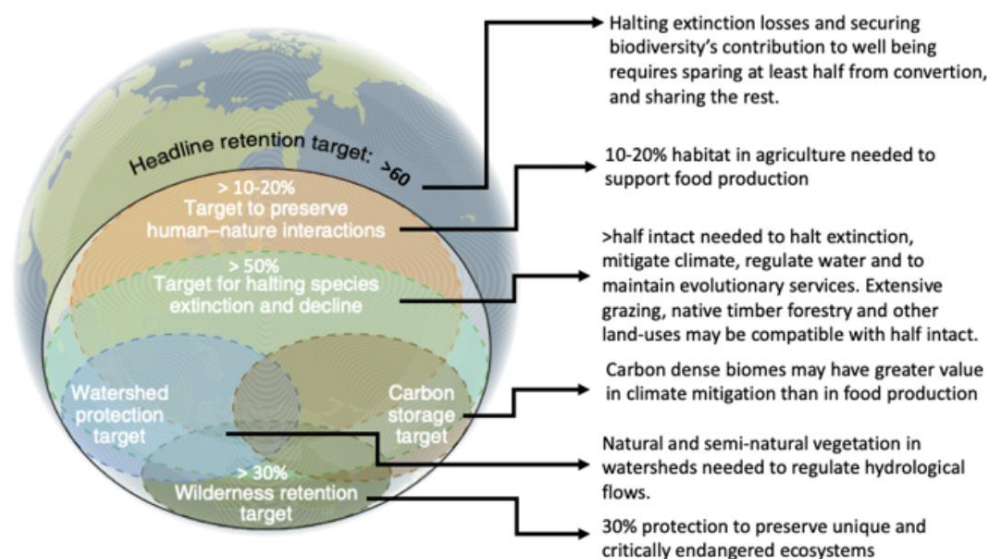 Halting extinction losses and securing
biodiversity's contribution to well being
requires sparing at least half from convertion,
and sharing the rest.
Headline retention target: >60
10-20% habitat in agriculture needed to
support food production
> 10-20%
Target to preserve
human–nature interactions
>half intact needed to halt extinction,
mitigate climate, regulate water and to
maintain evolutionary services. Extensive
grazing, native timber forestry and other
land-uses may be compatible with half intact.
> 50%
Target for halting species
extinction and decline
Carbon dense biomes may have greater value
in climate mitigation than in food production
Watershed
protection
target
Carbon
storage
target
Natural and semi-natural vegetation in
watersheds needed to regulate hydrological
flows.
> 30%
Wilderness retention
target
30% protection to preserve unique and
critically endangered ecosystems